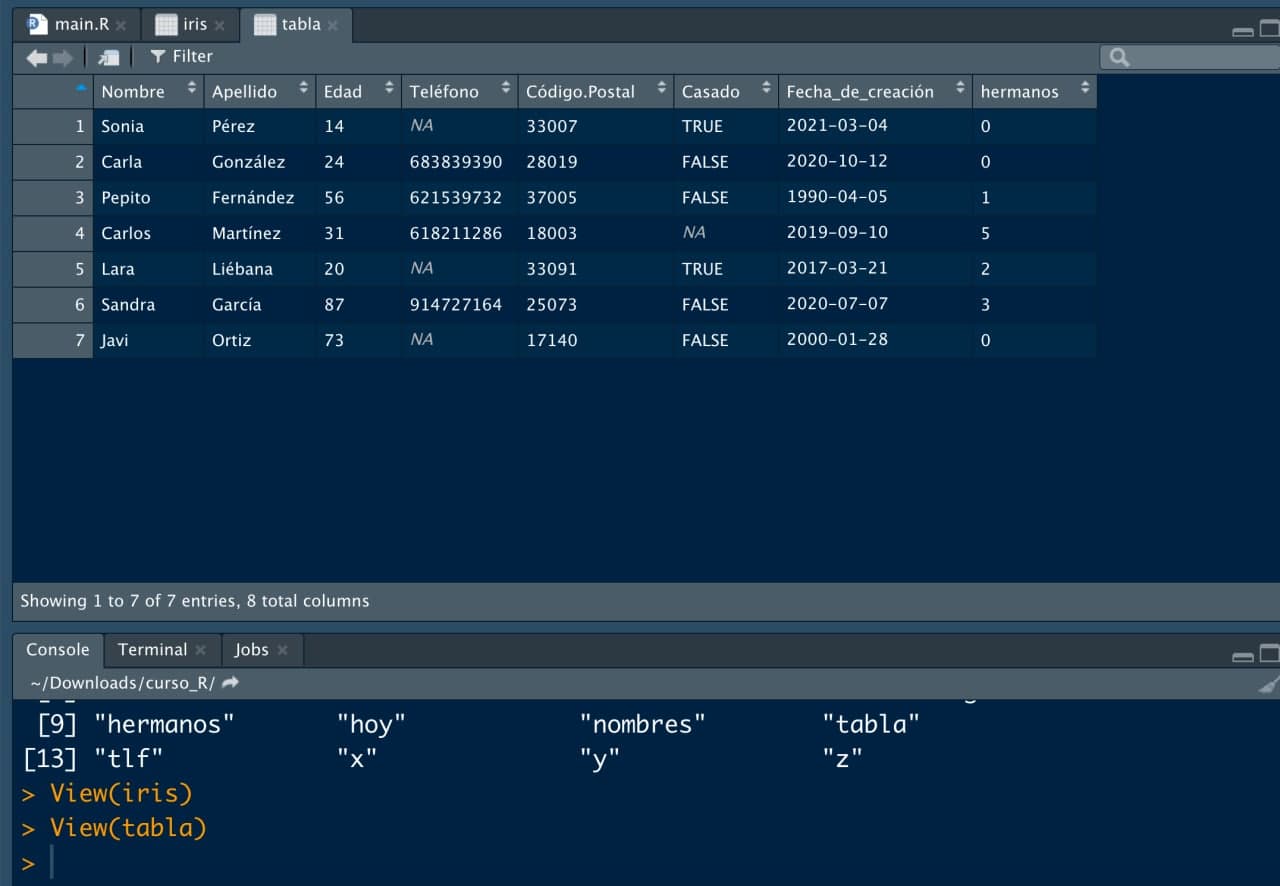 main.R iris tabla
Filter
Nombre Apellido Edad Teléfono Código.Postal Casado Fecha_de_creación hermanos
1 Sonia Pérez 14 NA 33007 TRUE 2021-03-04 0
2 Carla González 24 683839390 28019 FALSE 2020-10-12 0
3 Pepito Fernández 56 621539732 37005 FALSE 1990-04-05 1
4 Carlos Martínez 31 618211286 18003 NA 2019-09-10 5
5 Lara Liébana 20 NA 33091 TRUE 2017-03-21 2
6 Sandra García 87 914727164 25073 FALSE 2020-07-07 3
7 Javi Ortiz 73 NA 17140 FALSE 2000-01-28 0
Showing 1 to 7 of 7 entries, 8 total columns
Console Terminal Jobs
~/Downloads/curso_R/
[9] "hermanos" "hoy" "nombres" "tabla"
[13] "tlf" "x" "y" "z"
> View(iris)
> View(tabla)
>